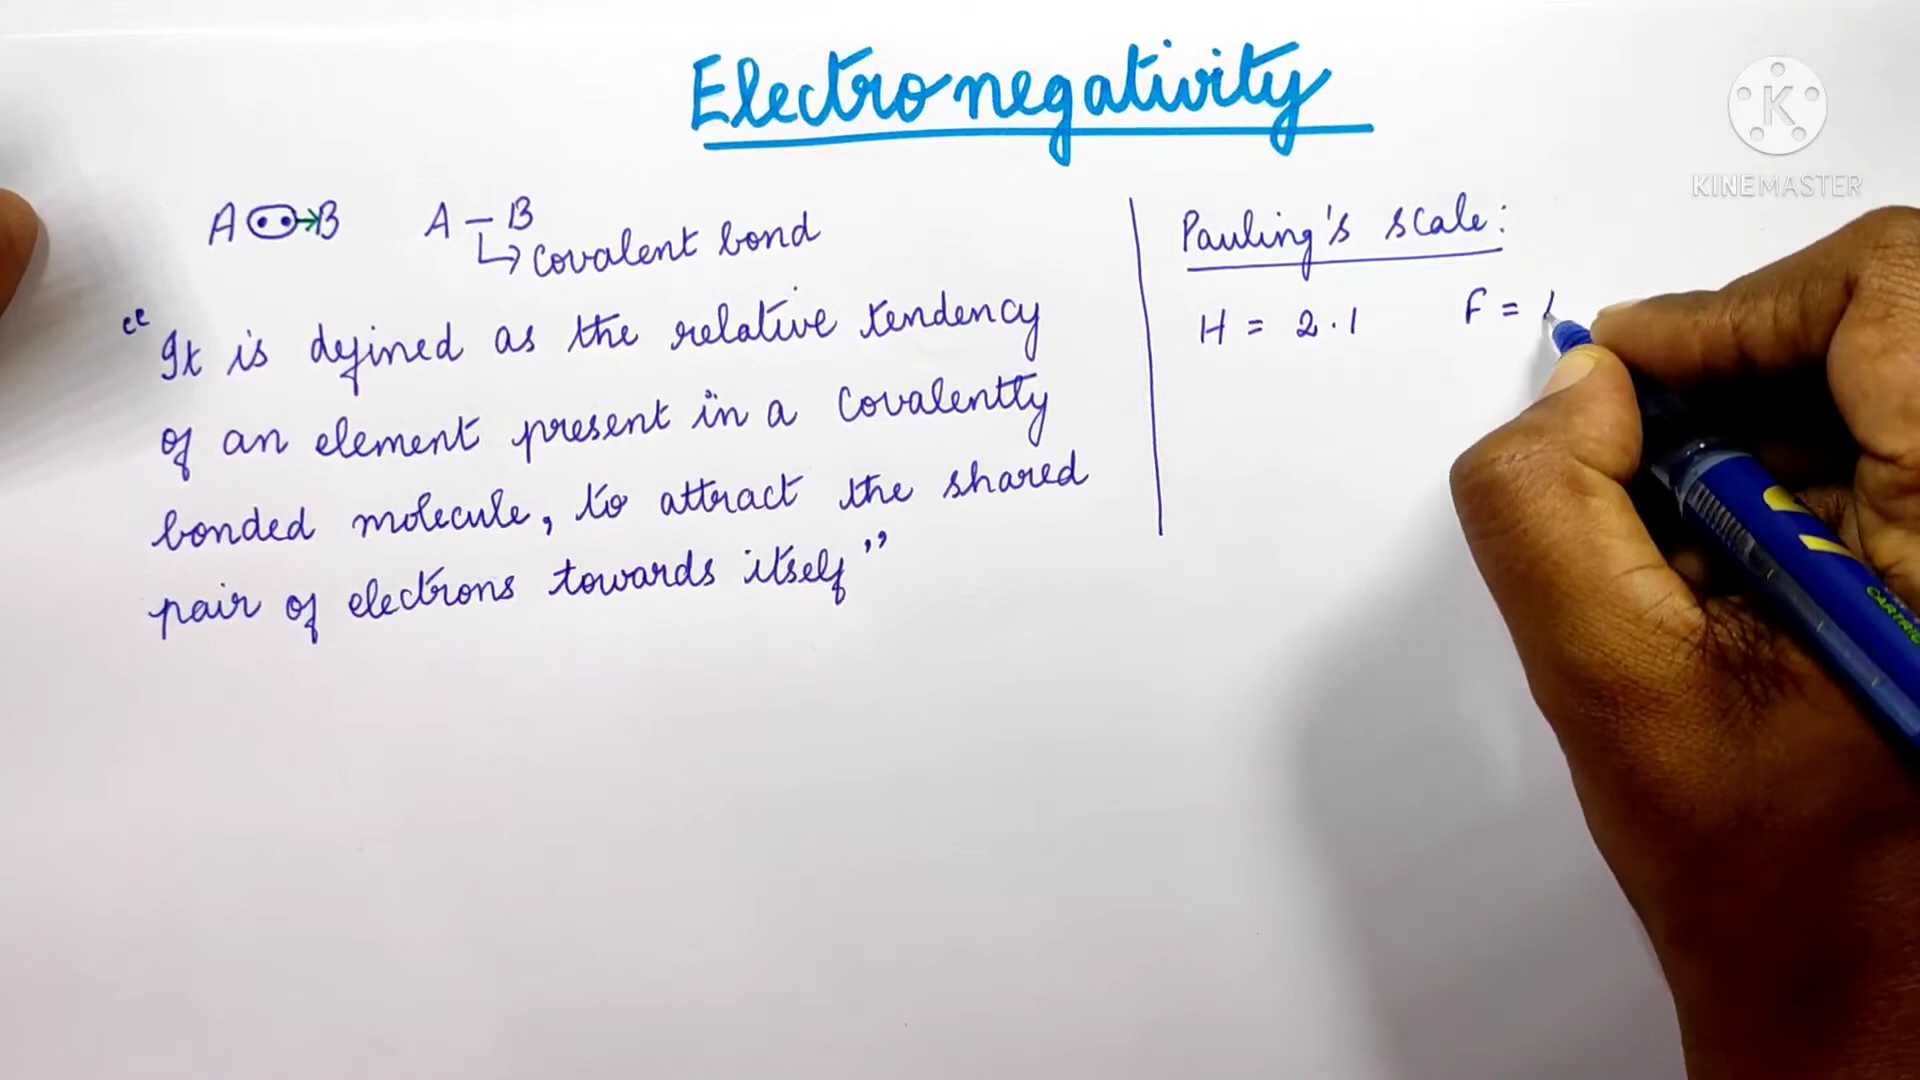 Electronegativity
KINEMASTER
A B A – B
↳ Covalent bond
"It is defined as the relative tendency
of an element present in a covalentty
bonded molecule, to attract the shared
pair of electrons towards itself"
Pauling's scale:
H = 2.1 F =